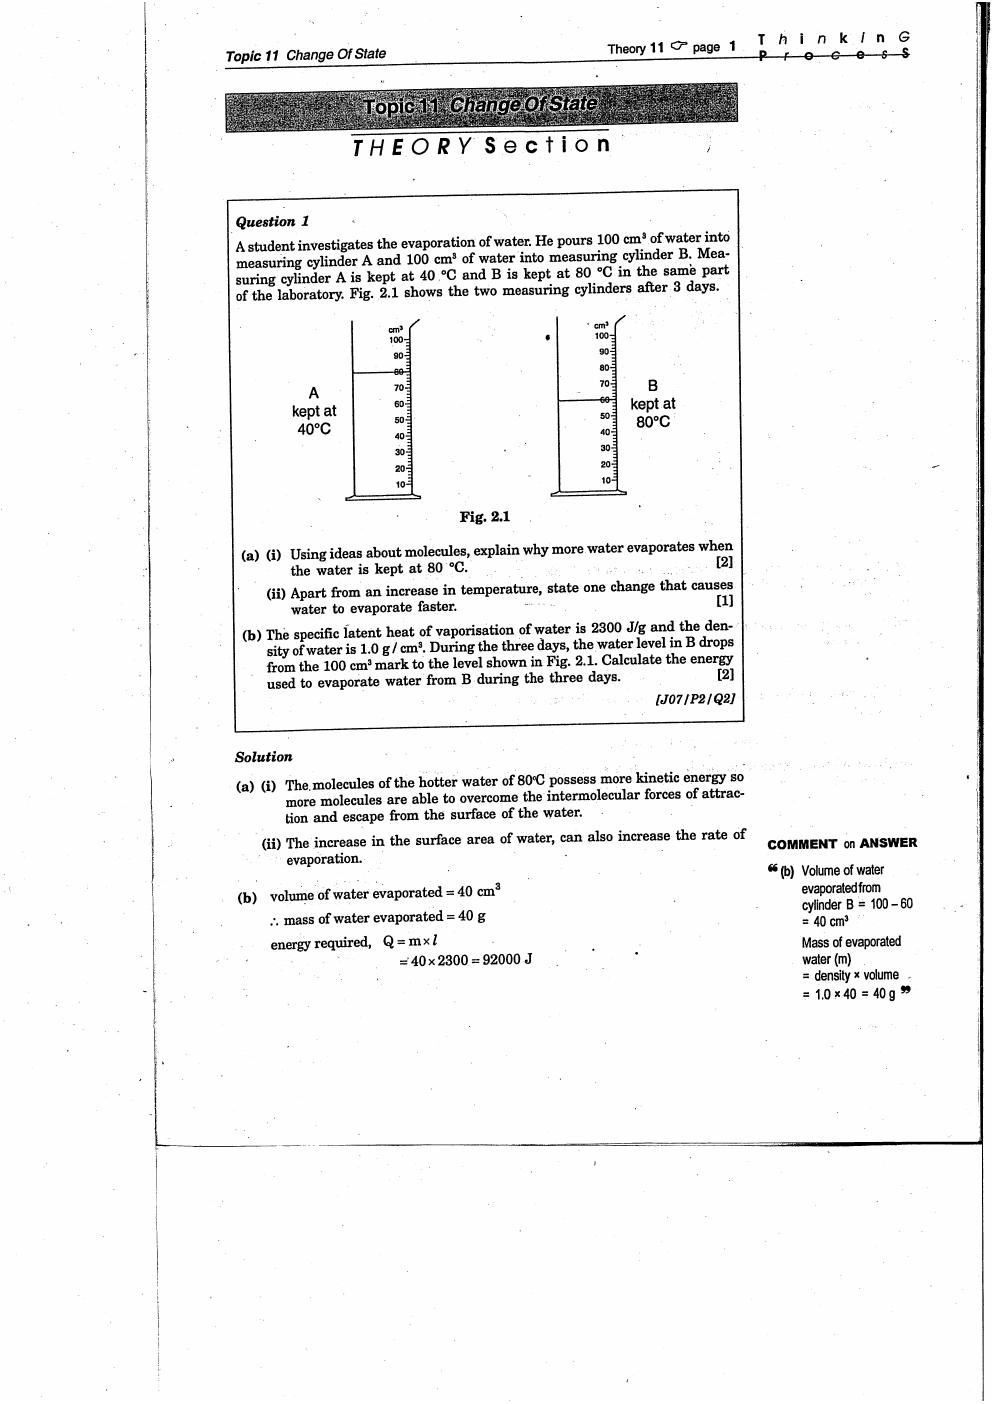 Topic 11 Change Of State
Theory 11 ☞ page 1
T h i n k i n G
P r o c e s S
Topic 11 Change Of State
THEORY Section
Question 1
A student investigates the evaporation of water. He pours 100 cm³ of water into
measuring cylinder A and 100 cm³ of water into measuring cylinder B. Mea-
suring cylinder A is kept at 40 °C and B is kept at 80 °C in the same part
of the laboratory. Fig. 2.1 shows the two measuring cylinders after 3 days.
cm³
100
90
80
70
60
50
40
30
20
10
A
kept at
40°C
cm³
100
90
80
70
60
50
40
30
20
10
B
kept at
80°C
Fig. 2.1
(a) (i) Using ideas about molecules, explain why more water evaporates when
the water is kept at 80 °C. [2]
(ii) Apart from an increase in temperature, state one change that causes
water to evaporate faster. [1]
(b) The specific latent heat of vaporisation of water is 2300 J/g and the den-
sity of water is 1.0 g / cm³. During the three days, the water level in B drops
from the 100 cm³ mark to the level shown in Fig. 2.1. Calculate the energy
used to evaporate water from B during the three days. [2]
[J07/P2/Q2]
Solution
(a) (i) The molecules of the hotter water of 80°C possess more kinetic energy so
more molecules are able to overcome the intermolecular forces of attrac-
tion and escape from the surface of the water.
(ii) The increase in the surface area of water, can also increase the rate of
evaporation.
(b) volume of water evaporated = 40 cm³
∴ mass of water evaporated = 40 g
energy required, Q = m × l
= 40 × 2300 = 92000 J
COMMENT on ANSWER
❝ (b) Volume of water
evaporated from
cylinder B = 100 – 60
= 40 cm³
Mass of evaporated
water (m)
= density × volume
= 1.0 × 40 = 40 g ❞